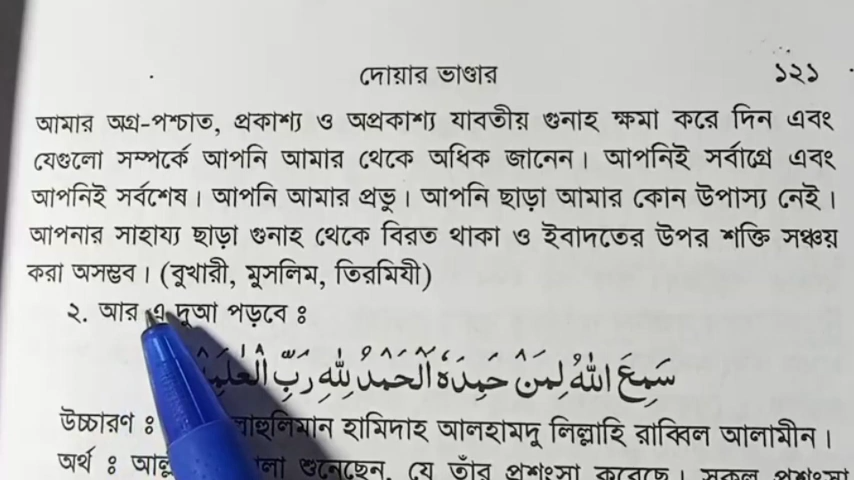 দোয়ার ভাণ্ডার ১২১
আমার অগ্র-পশ্চাত, প্রকাশ্য ও অপ্রকাশ্য যাবতীয় গুনাহ ক্ষমা করে দিন এবং
যেগুলো সম্পর্কে আপনি আমার থেকে অধিক জানেন। আপনিই সর্বাগ্রে এবং
আপনিই সর্বশেষ। আপনি আমার প্রভু। আপনি ছাড়া আমার কোন উপাস্য নেই।
আপনার সাহায্য ছাড়া গুনাহ থেকে বিরত থাকা ও ইবাদতের উপর শক্তি সঞ্চয়
করা অসম্ভব। (বুখারী, মুসলিম, তিরমিযী)
২. আর এ দুআ পড়বে ঃ
سَمِعَ اللهُ لِمَنْ حَمِدَهٗ اَلْحَمْدُ لِلّٰهِ رَبِّ
উচ্চারণ ঃ হামিদাহ আলহামদু লিল্লাহি রাব্বিল আলামীন।
অর্থ ঃ শুনেছেন, যে তাঁর প্রশংসা করেছে। সকল প্রশংসা